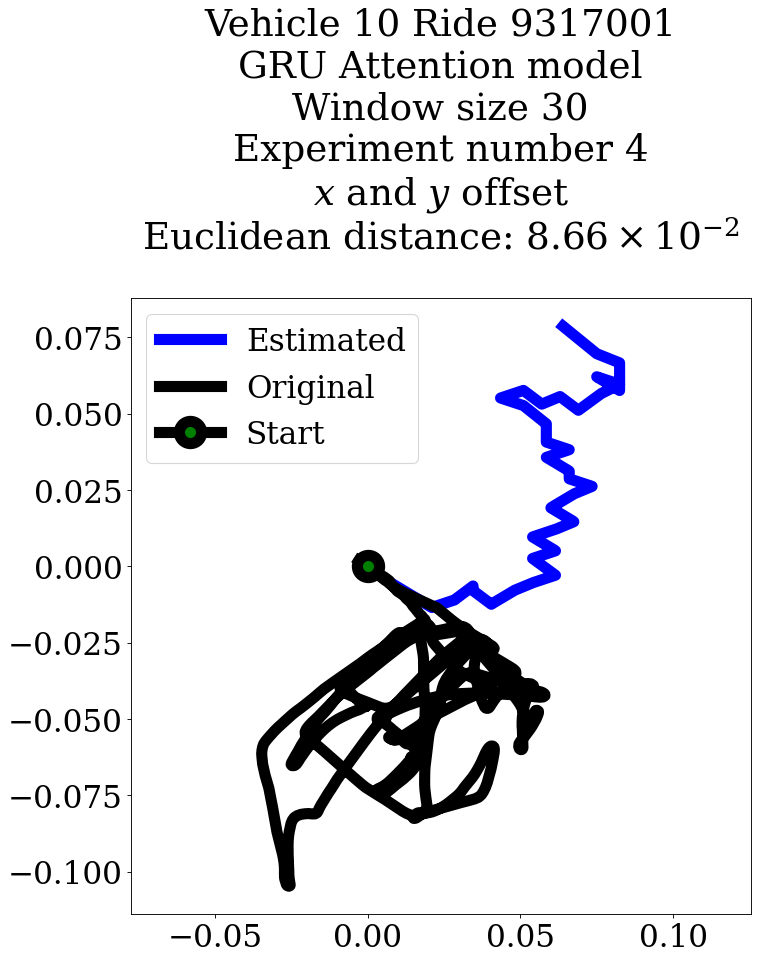 Vehicle 10 Ride 9317001
GRU Attention model
Window size 30
Experiment number 4
x and y offset
Euclidean distance: 8.66 × 10⁻²
Estimated
Original
Start
0.075
0.050
0.025
0.000
−0.025
−0.050
−0.075
−0.100
−0.05 0.00 0.05 0.10